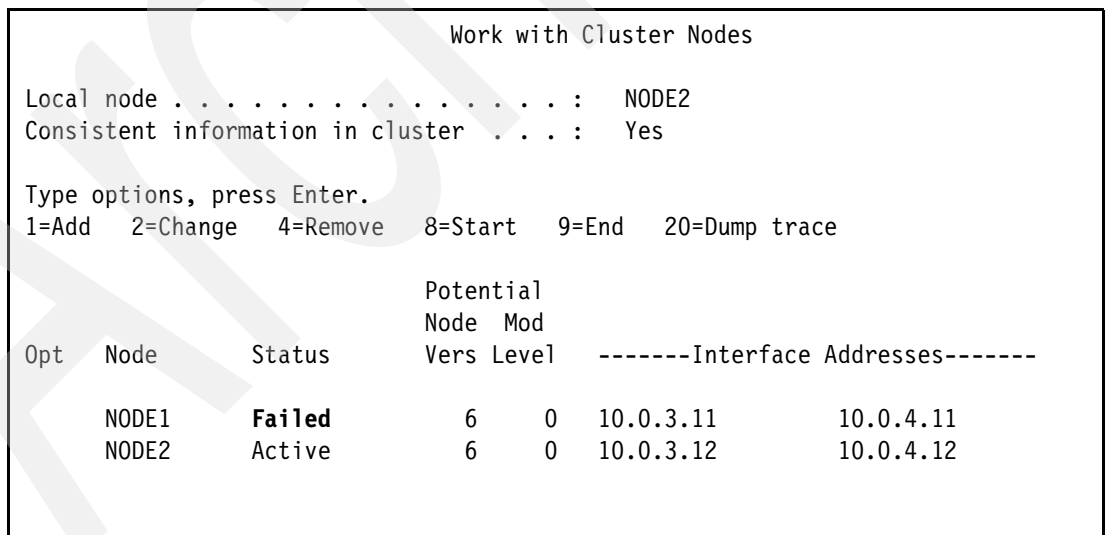 Work with Cluster Nodes
Local node . . . . . . . . . . . . . . . : NODE2
Consistent information in cluster . . . : Yes
Type options, press Enter.
1=Add 2=Change 4=Remove 8=Start 9=End 20=Dump trace
Potential
Node Mod
Opt Node Status Vers Level -------Interface Addresses-------
NODE1 Failed 6 0 10.0.3.11 10.0.4.11
NODE2 Active 6 0 10.0.3.12 10.0.4.12